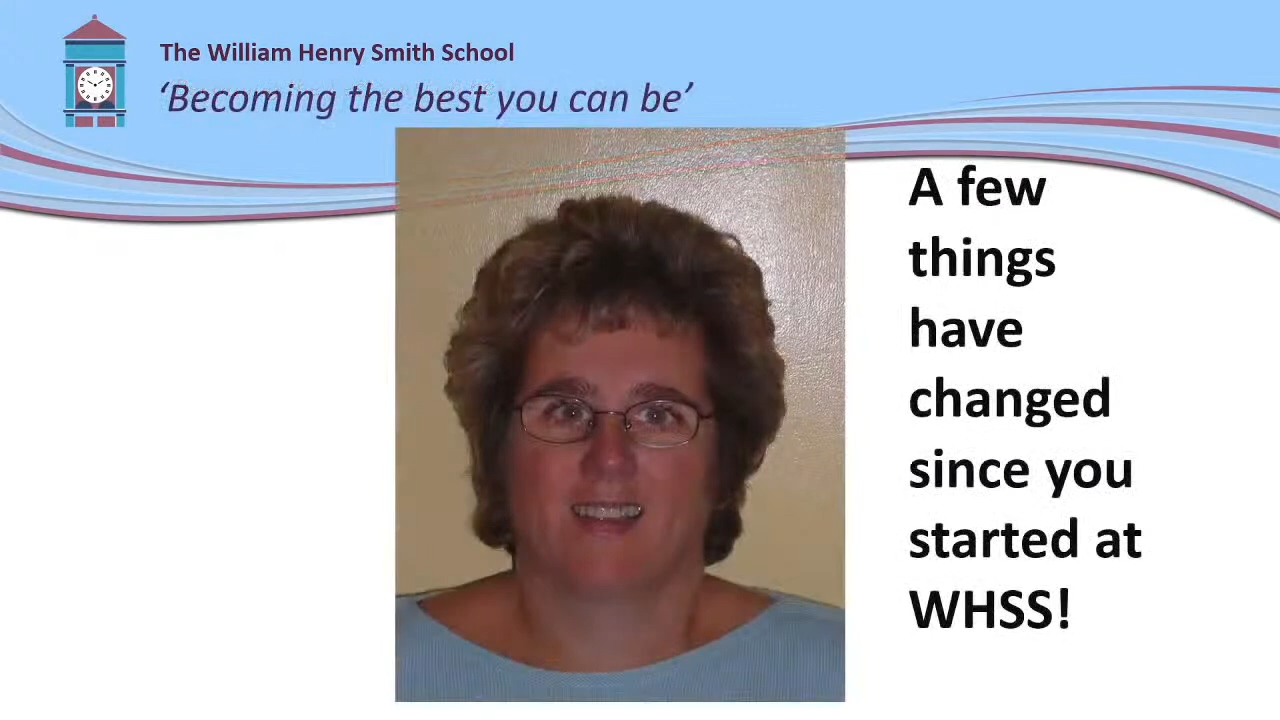 The William Henry Smith School
‘Becoming the best you can be’
A few
things
have
changed
since you
started at
WHSS!